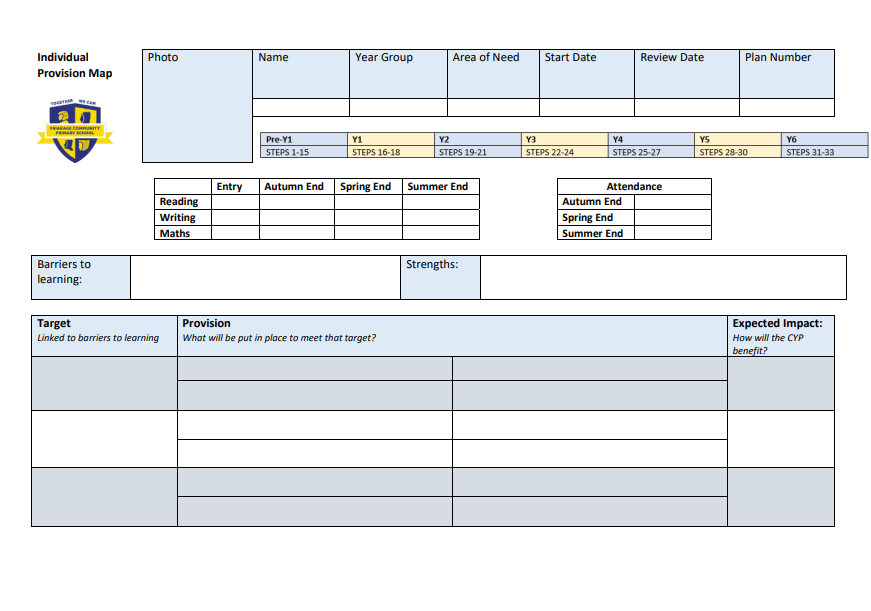 Individual
Provision Map
TOGETHER WE CAN
FRIARAGE COMMUNITY
PRIMARY SCHOOL
Photo
Name Year Group Area of Need Start Date Review Date Plan Number
Pre-Y1 Y1 Y2 Y3 Y4 Y5 Y6
STEPS 1-15 STEPS 16-18 STEPS 19-21 STEPS 22-24 STEPS 25-27 STEPS 28-30 STEPS 31-33
Entry Autumn End Spring End Summer End
Reading
Writing
Maths
Attendance
Autumn End
Spring End
Summer End
Barriers to
learning:
Strengths:
Target Provision Expected Impact:
Linked to barriers to learning What will be put in place to meet that target? How will the CYP
benefit?